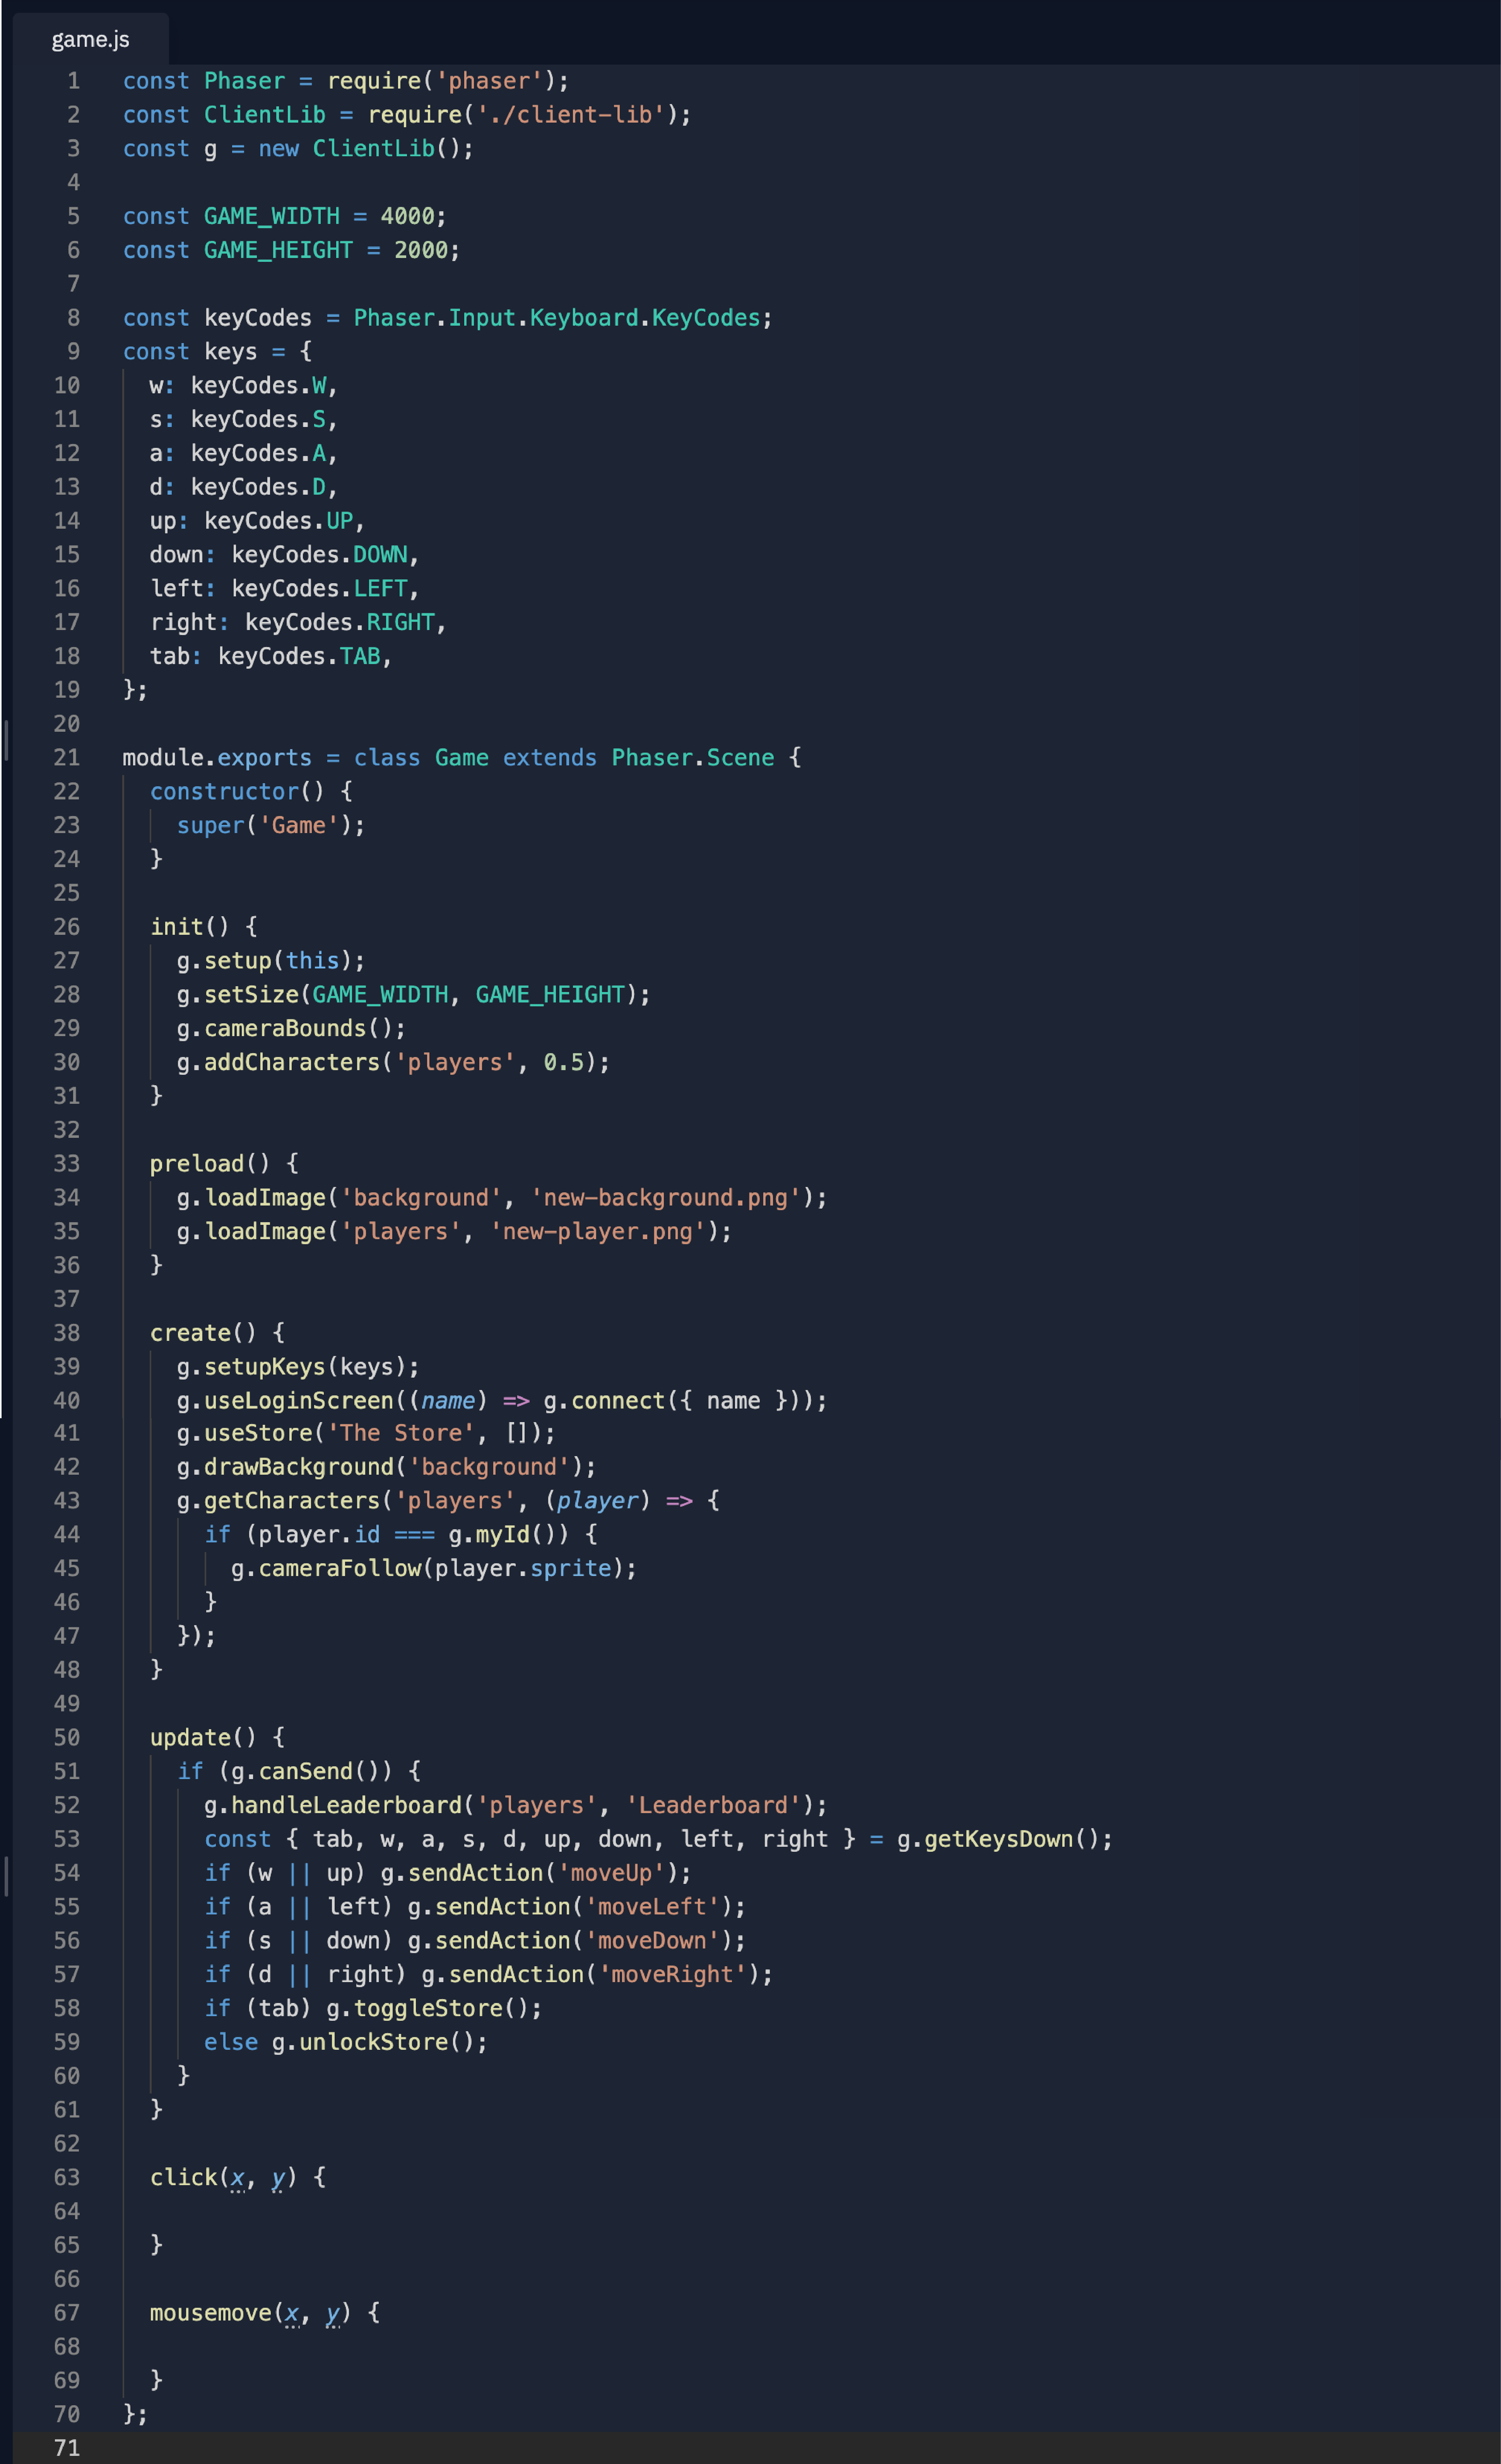 game.js
1 const Phaser = require('phaser');
2 const ClientLib = require('./client-lib');
3 const g = new ClientLib();
4
5 const GAME_WIDTH = 4000;
6 const GAME_HEIGHT = 2000;
7
8 const keyCodes = Phaser.Input.Keyboard.KeyCodes;
9 const keys = {
10   w: keyCodes.W,
11   s: keyCodes.S,
12   a: keyCodes.A,
13   d: keyCodes.D,
14   up: keyCodes.UP,
15   down: keyCodes.DOWN,
16   left: keyCodes.LEFT,
17   right: keyCodes.RIGHT,
18   tab: keyCodes.TAB,
19 };
20
21 module.exports = class Game extends Phaser.Scene {
22   constructor() {
23     super('Game');
24   }
25
26   init() {
27     g.setup(this);
28     g.setSize(GAME_WIDTH, GAME_HEIGHT);
29     g.cameraBounds();
30     g.addCharacters('players', 0.5);
31   }
32
33   preload() {
34     g.loadImage('background', 'new-background.png');
35     g.loadImage('players', 'new-player.png');
36   }
37
38   create() {
39     g.setupKeys(keys);
40     g.useLoginScreen((name) => g.connect({ name }));
41     g.useStore('The Store', []);
42     g.drawBackground('background');
43     g.getCharacters('players', (player) => {
44       if (player.id === g.myId()) {
45         g.cameraFollow(player.sprite);
46       }
47     });
48   }
49
50   update() {
51     if (g.canSend()) {
52       g.handleLeaderboard('players', 'Leaderboard');
53       const { tab, w, a, s, d, up, down, left, right } = g.getKeysDown();
54       if (w || up) g.sendAction('moveUp');
55       if (a || left) g.sendAction('moveLeft');
56       if (s || down) g.sendAction('moveDown');
57       if (d || right) g.sendAction('moveRight');
58       if (tab) g.toggleStore();
59       else g.unlockStore();
60     }
61   }
62
63   click(x, y) {
64
65   }
66
67   mousemove(x, y) {
68
69   }
70 };
71